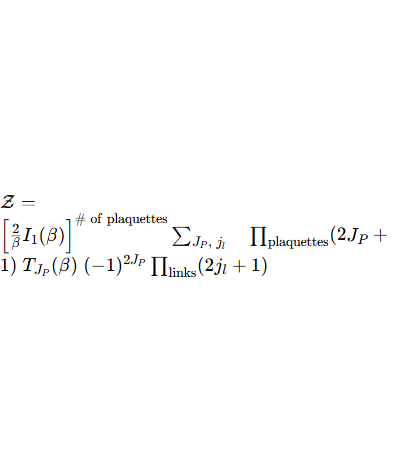 𝓩 =
[2/β I₁(β)]^{# of plaquettes} ∑_{J_P, j_l} ∏_{plaquettes}(2J_P +
1) T_{J_P}(β) (−1)^{2J_P} ∏_{links}(2j_l + 1)